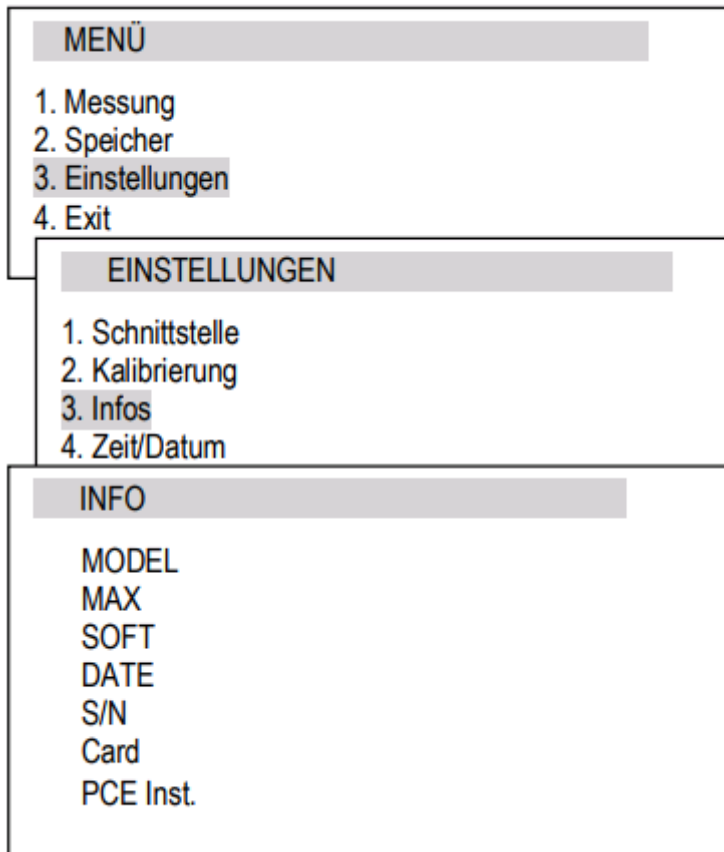 MENÜ
1. Messung
2. Speicher
3. Einstellungen
4. Exit
EINSTELLUNGEN
1. Schnittstelle
2. Kalibrierung
3. Infos
4. Zeit/Datum
INFO
MODEL
MAX
SOFT
DATE
S/N
Card
PCE Inst.